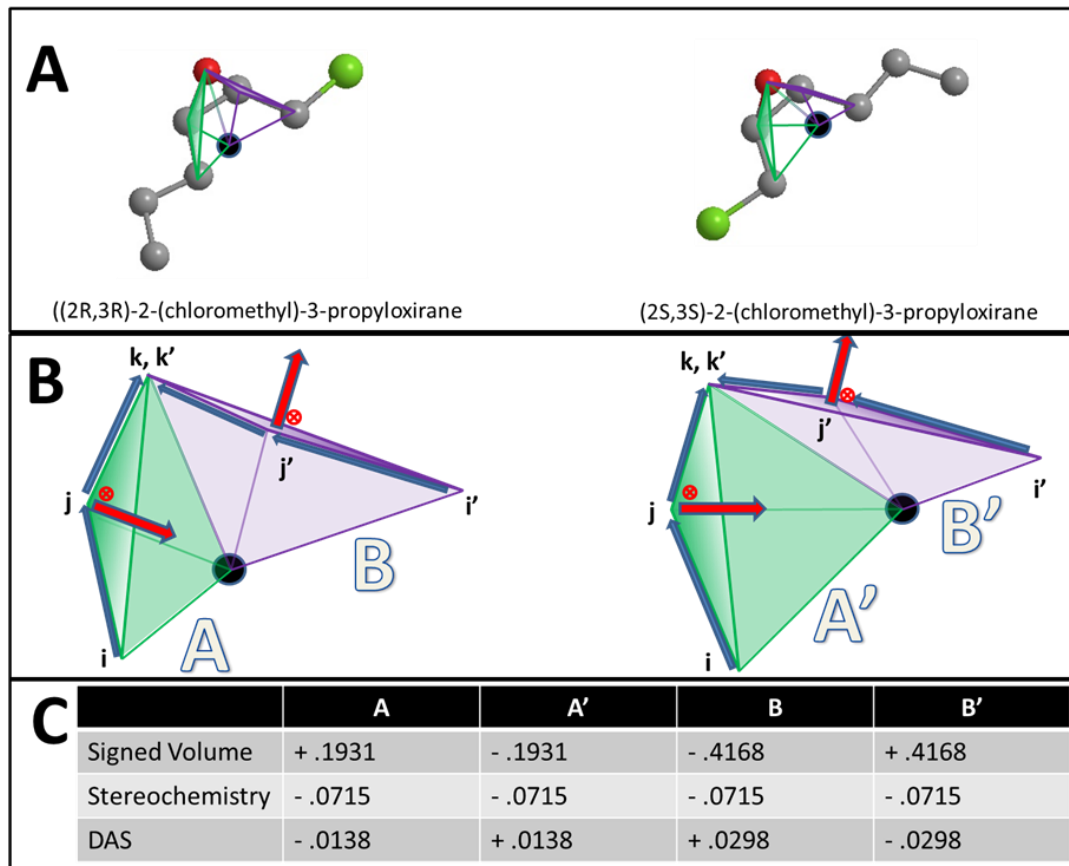 A
((2R,3R)-2-(chloromethyl)-3-propyloxirane
(2S,3S)-2-(chloromethyl)-3-propyloxirane
B
k, k’
j
j’
i’
i
A
B
k, k’
j
j’
i’
i
A’
B’
C
A A’ B B’
Signed Volume + .1931 - .1931 - .4168 + .4168
Stereochemistry - .0715 - .0715 - .0715 - .0715
DAS - .0138 + .0138 + .0298 - .0298